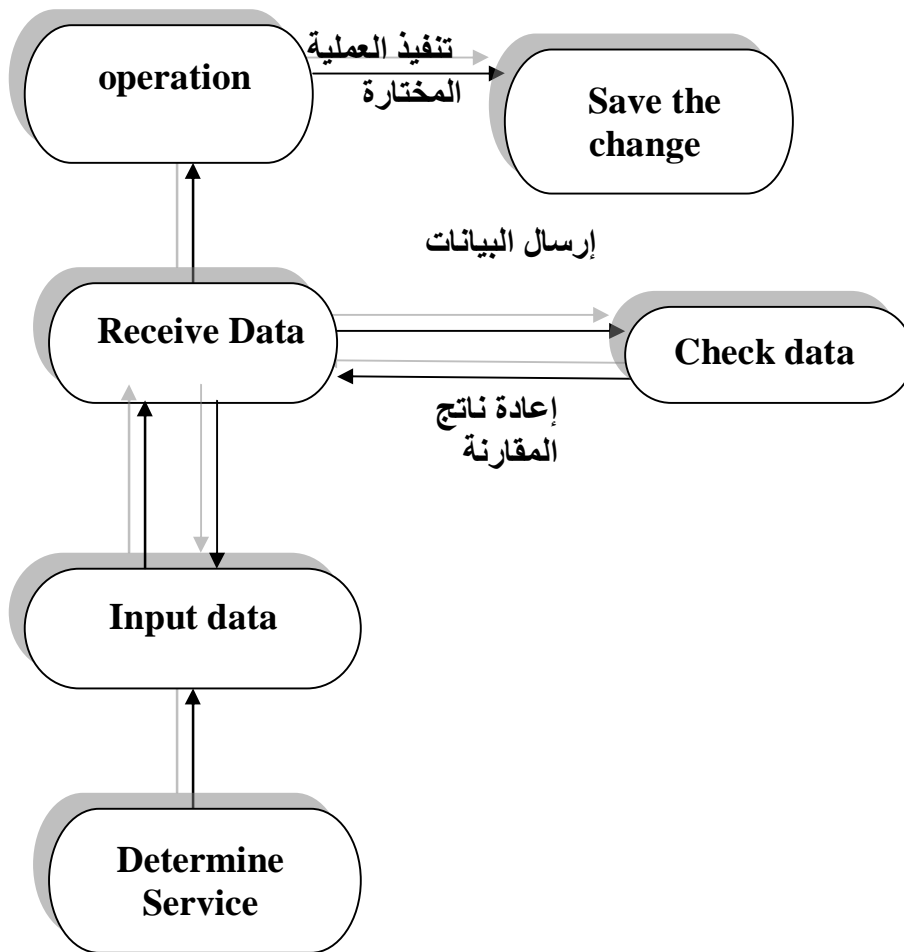 operation
تنفيذ العملية
المختارة
Save the
change
إرسال البيانات
Receive Data
Check data
إعادة ناتج
المقارنة
Input data
Determine
Service